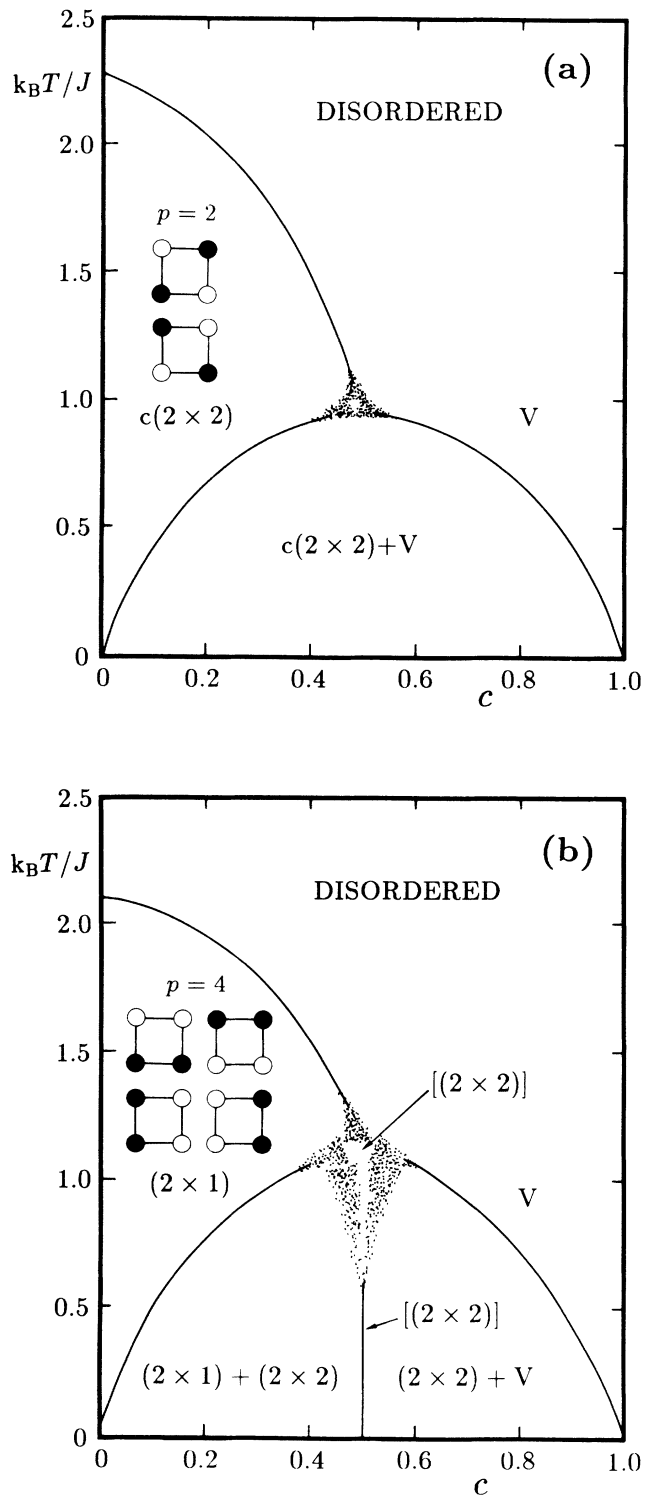 2.5
(a)
k_BT/J
DISORDERED
2.0
p = 2
1.5
1.0
c(2 × 2)
V
0.5
c(2 × 2)+V
0
0 0.2 0.4 0.6 0.8 1.0
c
2.5
(b)
k_BT/J
DISORDERED
2.0
p = 4
1.5
[(2 × 2)]
(2 × 1)
1.0
V
0.5
[(2 × 2)]
(2 × 1) + (2 × 2)
(2 × 2) + V
0
0 0.2 0.4 0.6 0.8 1.0
c